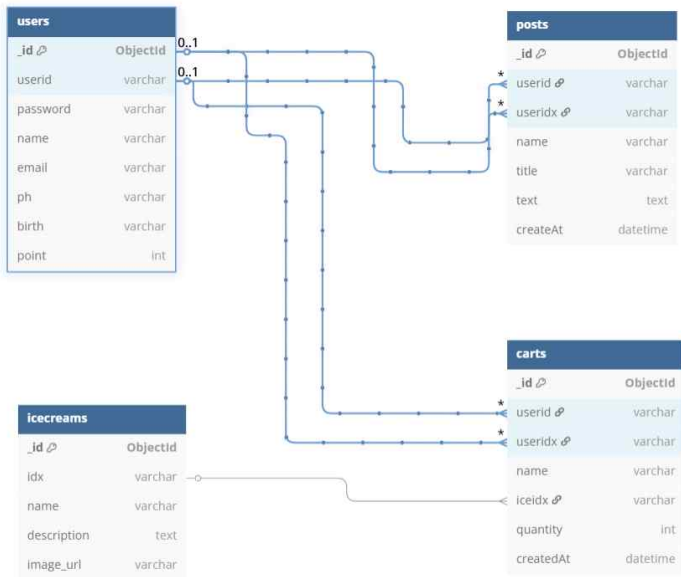 users
_id ObjectId
userid varchar
password varchar
name varchar
email varchar
ph varchar
birth varchar
point int
0..1
0..1
posts
_id ObjectId
* userid varchar
* useridx varchar
name varchar
title varchar
text text
createAt datetime
carts
_id ObjectId
* userid varchar
* useridx varchar
name varchar
iceidx varchar
quantity int
createdAt datetime
icecreams
_id ObjectId
idx varchar
name varchar
description text
image_url varchar